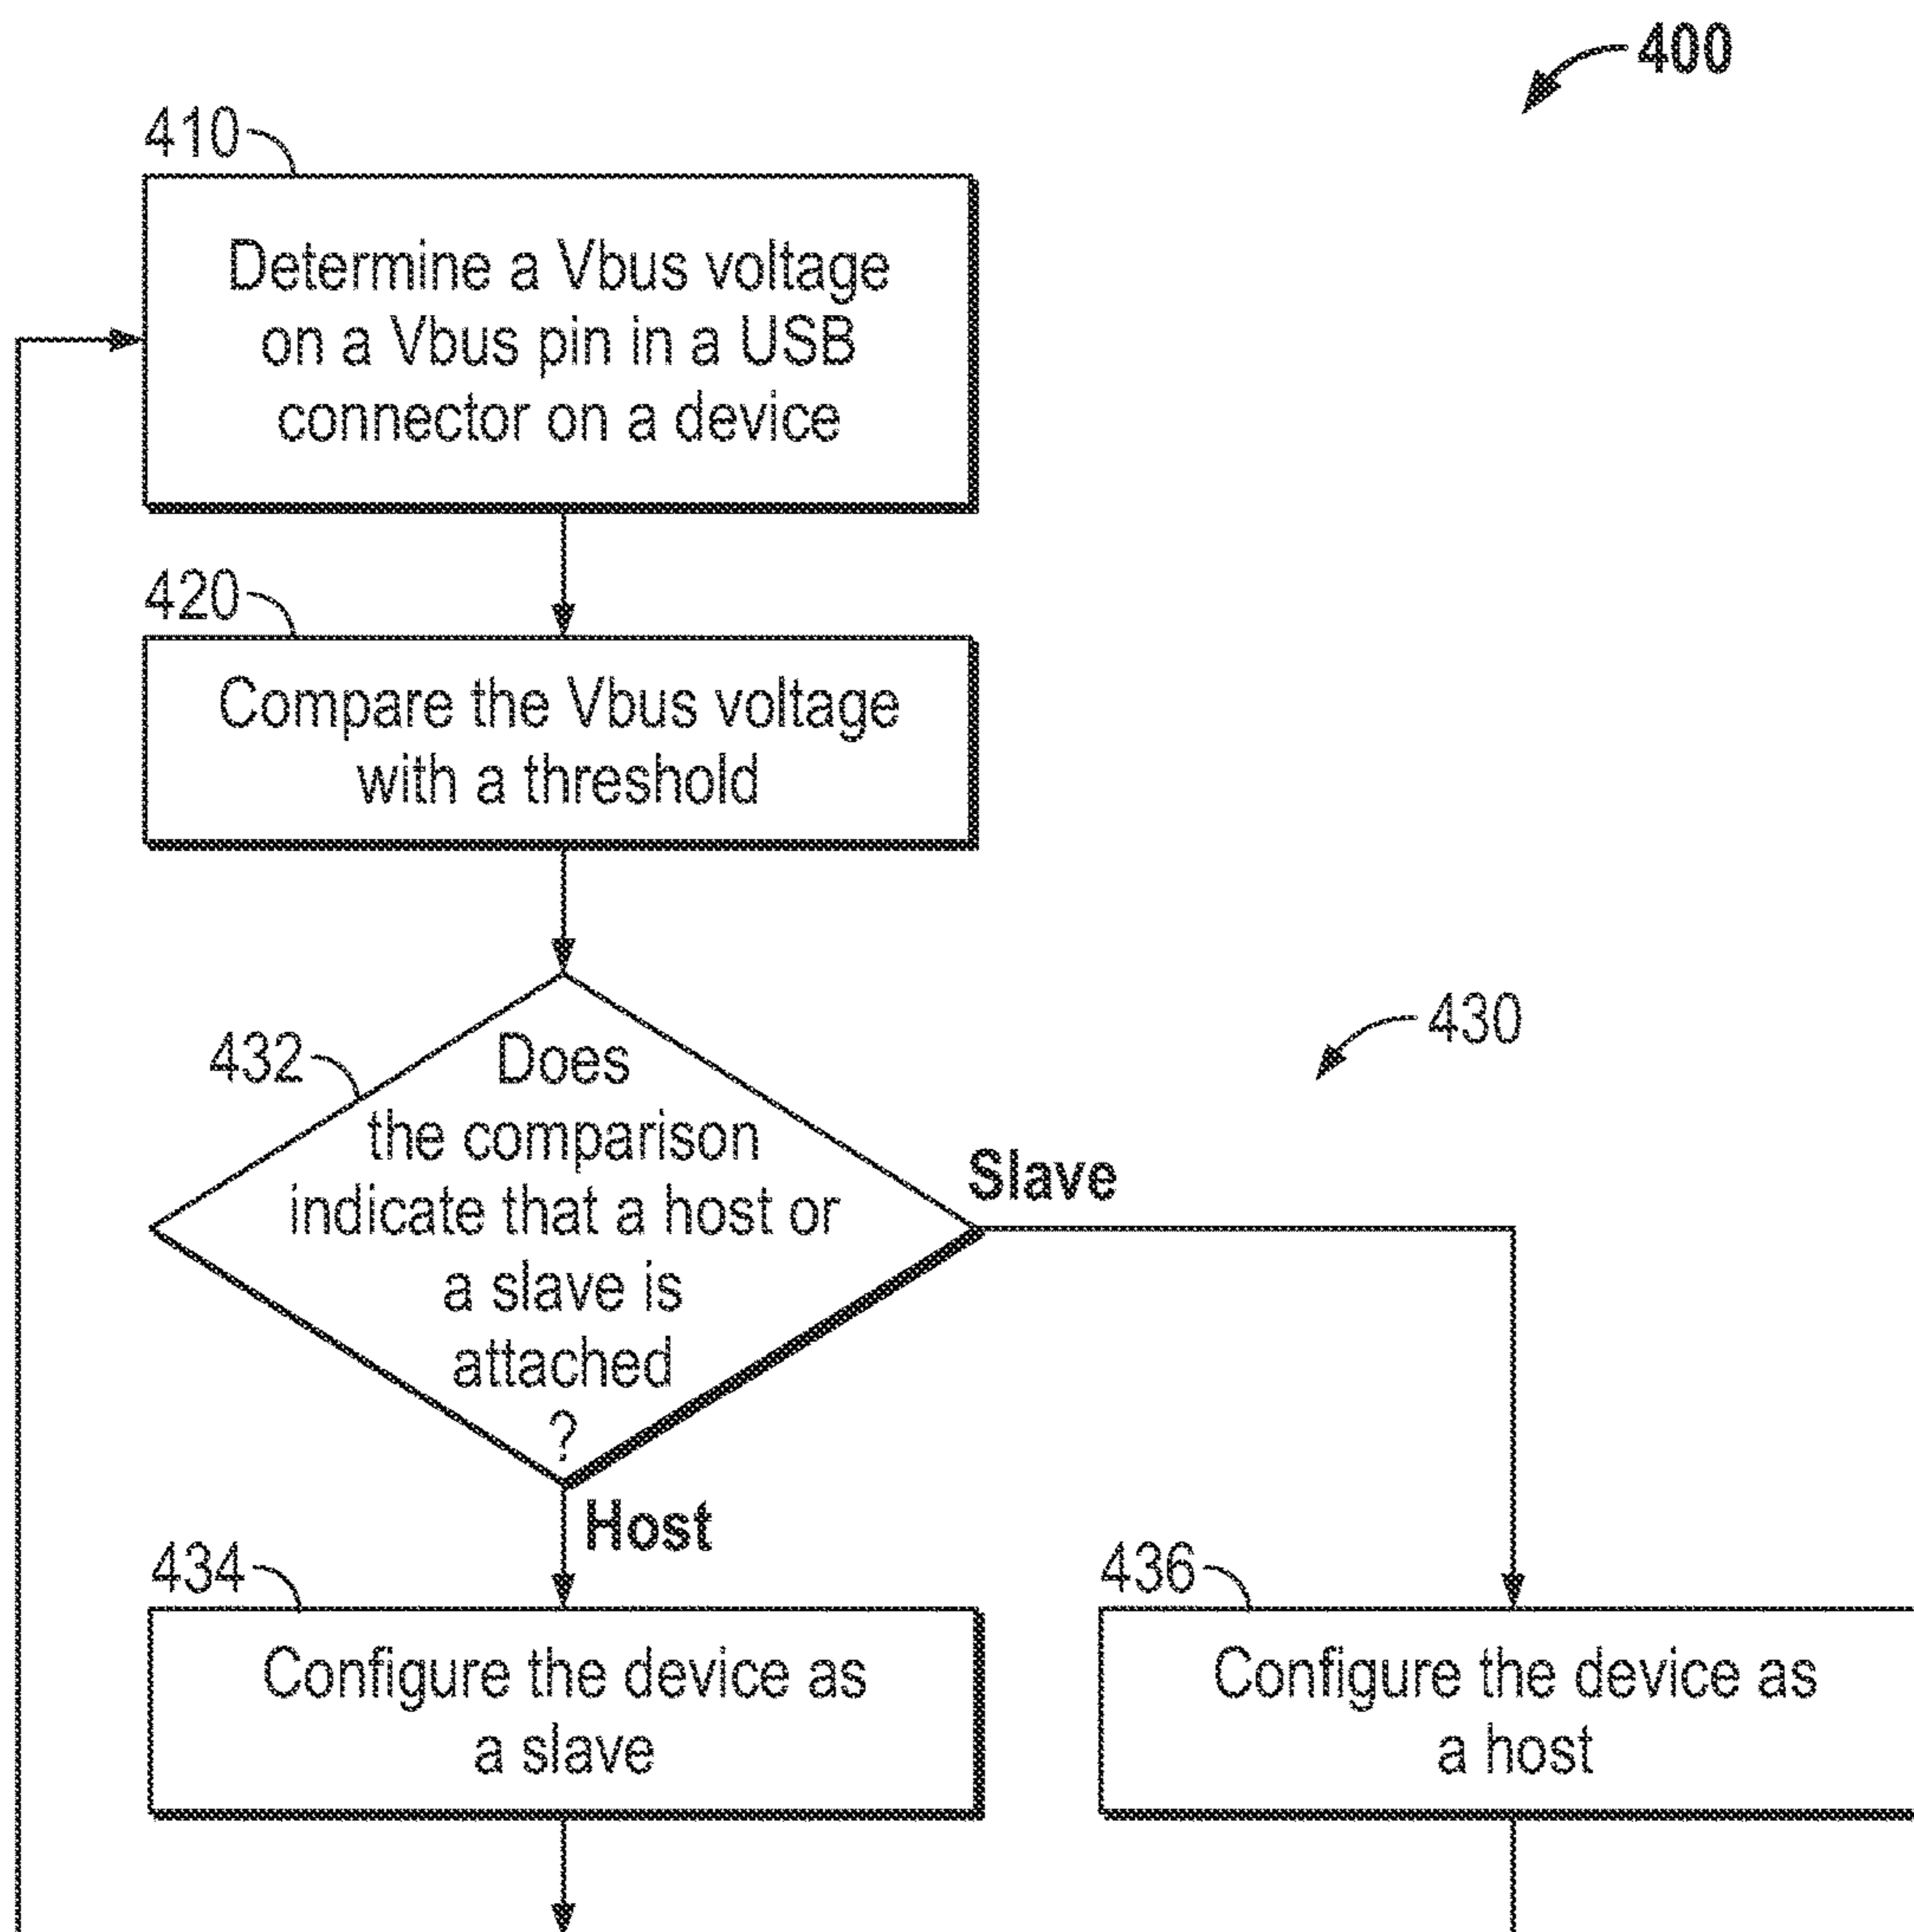 400
410
Determine a Vbus voltage
on a Vbus pin in a USB
connector on a device
420
Compare the Vbus voltage
with a threshold
430
432
Does
the comparison
indicate that a host or
a slave is
attached
?
Slave
Host
434
Configure the device as
a slave
436
Configure the device as
a host